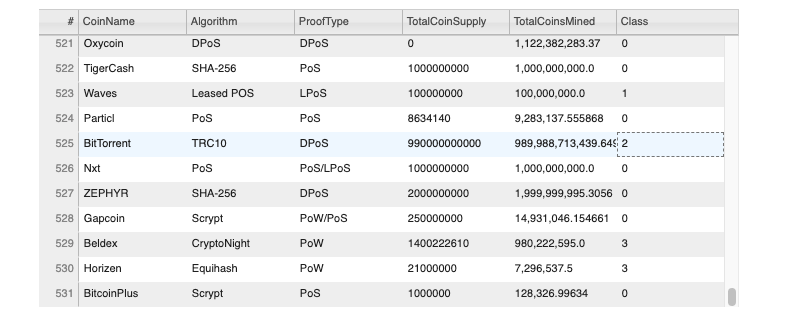 # CoinName Algorithm ProofType TotalCoinSupply TotalCoinsMined Class
521 Oxycoin DPoS DPoS 0 1,122,382,283.37 0
522 TigerCash SHA-256 PoS 1000000000 1,000,000,000.0 0
523 Waves Leased POS LPoS 100000000 100,000,000.0 1
524 Particl PoS PoS 8634140 9,283,137.555868 0
525 BitTorrent TRC10 DPoS 990000000000 989,988,713,439.649 2
526 Nxt PoS PoS/LPoS 1000000000 1,000,000,000.0 0
527 ZEPHYR SHA-256 DPoS 2000000000 1,999,999,995.3056 0
528 Gapcoin Scrypt PoW/PoS 250000000 14,931,046.154661 0
529 Beldex CryptoNight PoW 1400222610 980,222,595.0 3
530 Horizen Equihash PoW 21000000 7,296,537.5 3
531 BitcoinPlus Scrypt PoS 1000000 128,326.99634 0